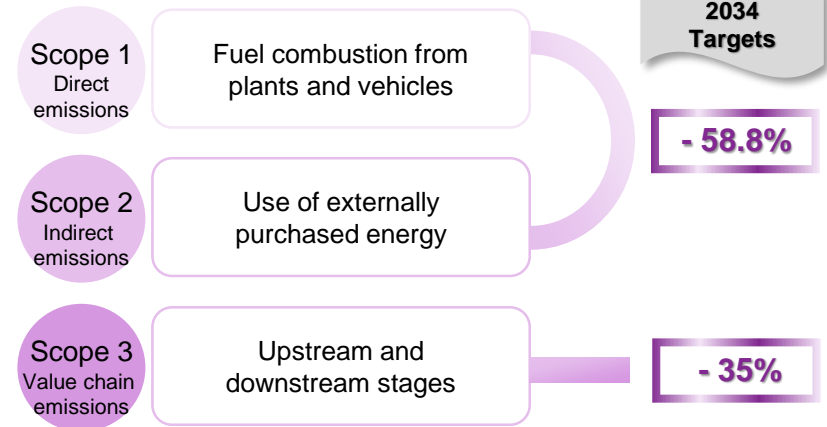 2034
Targets
Scope 1
Direct
emissions
Fuel combustion from
plants and vehicles
- 58.8%
Scope 2
Indirect
emissions
Use of externally
purchased energy
Scope 3
Value chain
emissions
Upstream and
downstream stages
- 35%